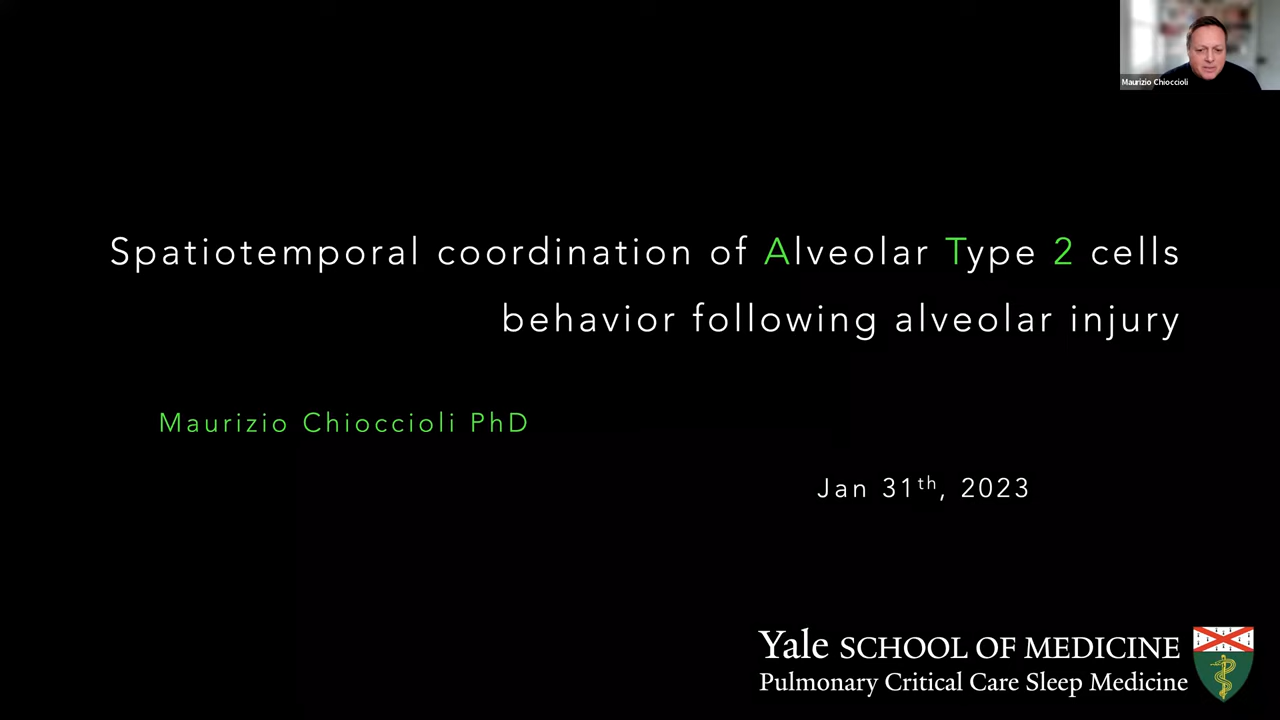 Maurizio Chioccioli
Spatiotemporal coordination of Alveolar Type 2 cells
behavior following alveolar injury
Maurizio Chioccioli PhD
Jan 31th, 2023
Yale SCHOOL OF MEDICINE
Pulmonary Critical Care Sleep Medicine